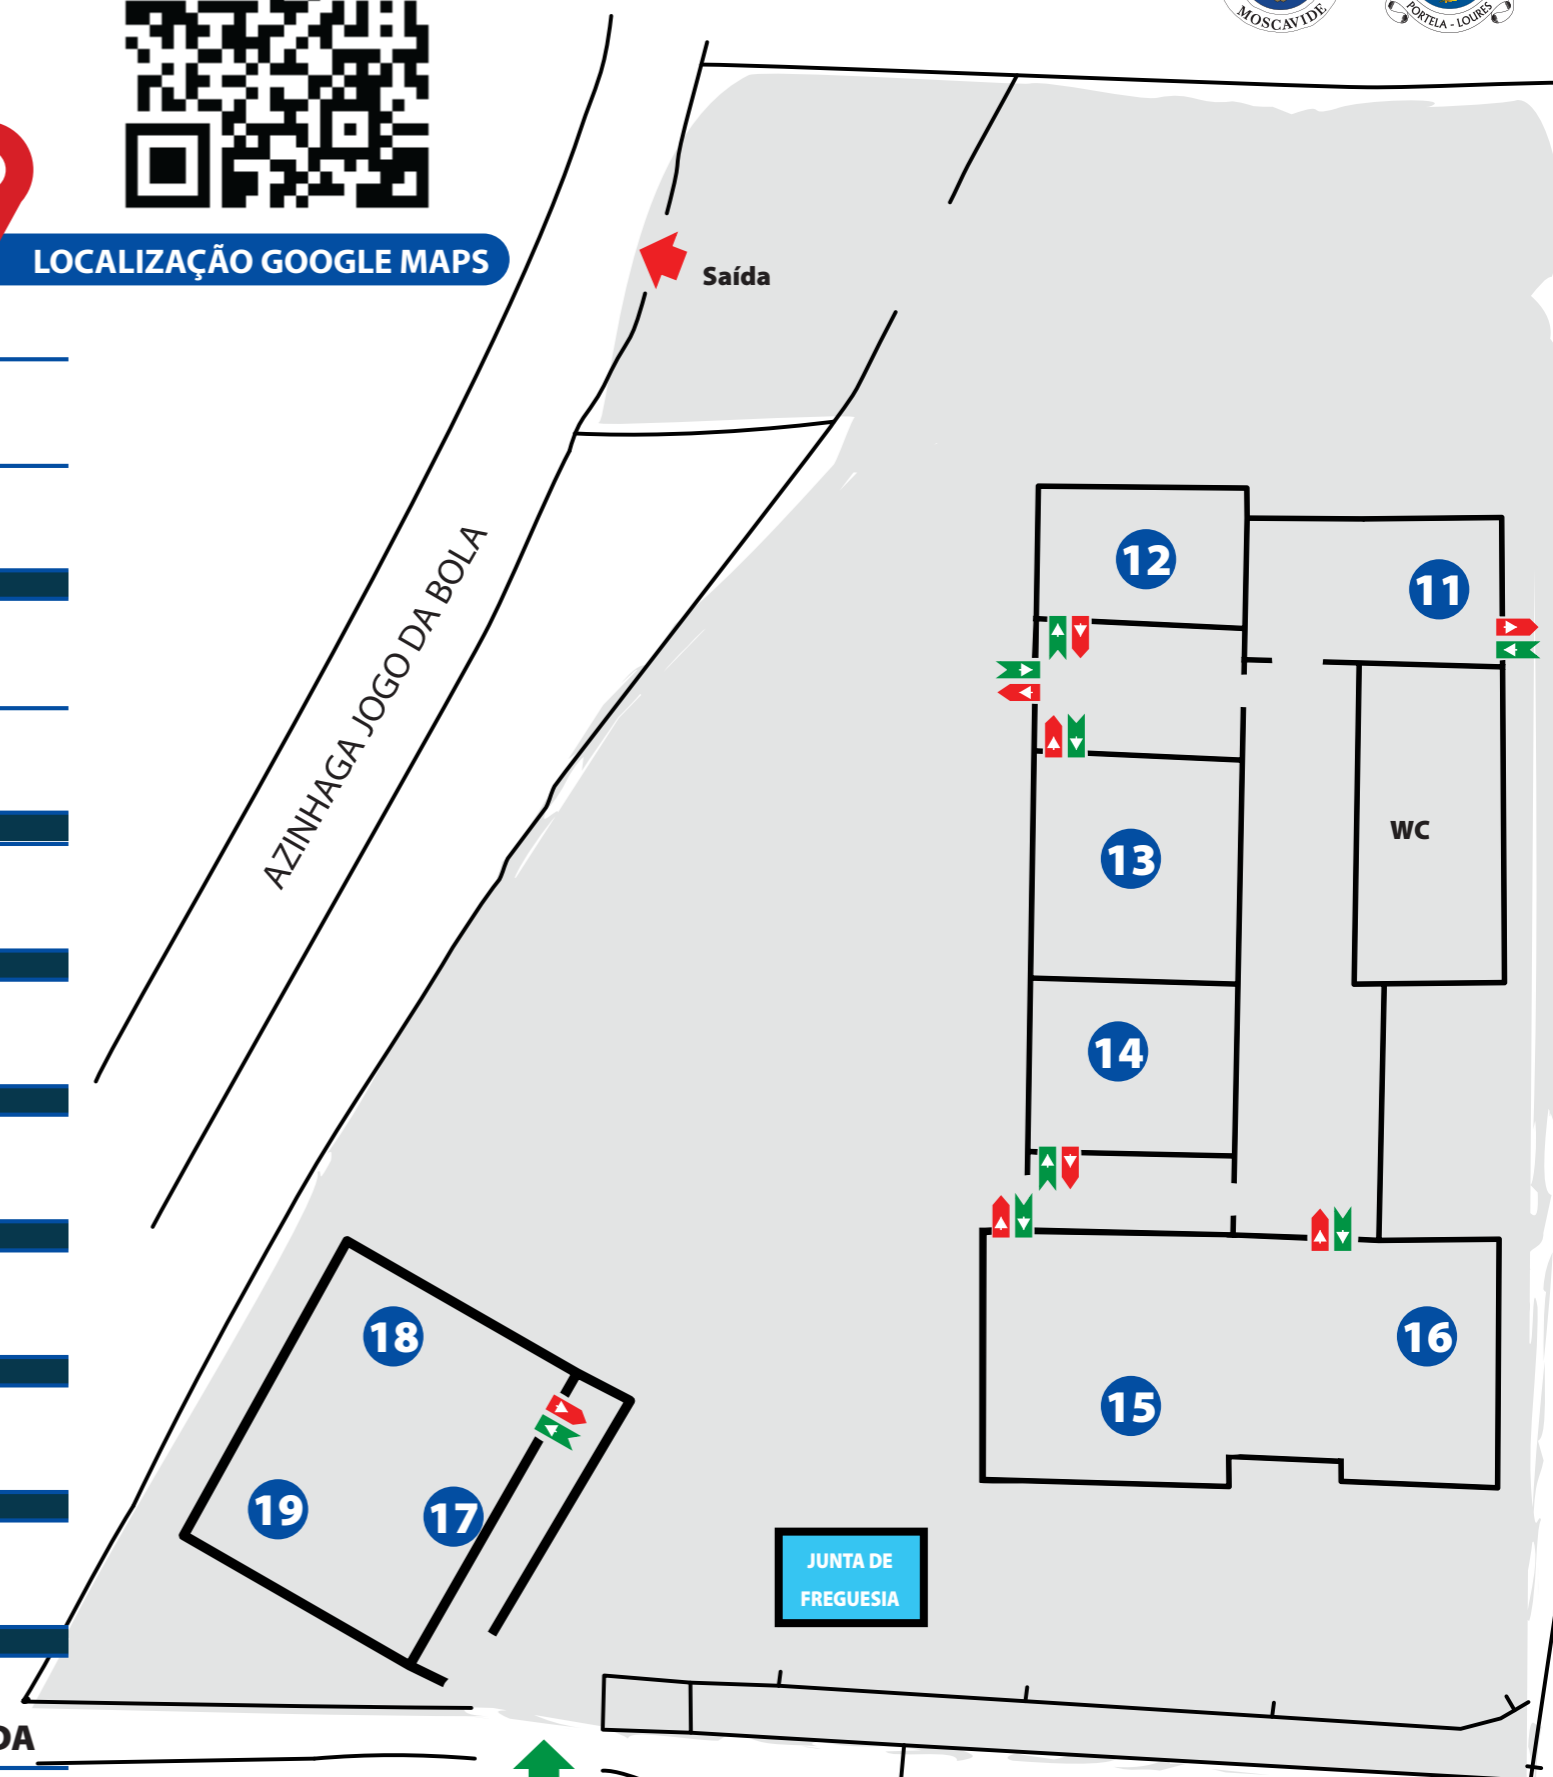 MOSCAVIDE
PORTELA - LOURES
LOCALIZAÇÃO GOOGLE MAPS
Saída
AZINHAGA JOGO DA BOLA
12
11
13
WC
14
18
16
15
19
17
JUNTA DE
FREGUESIA
DA